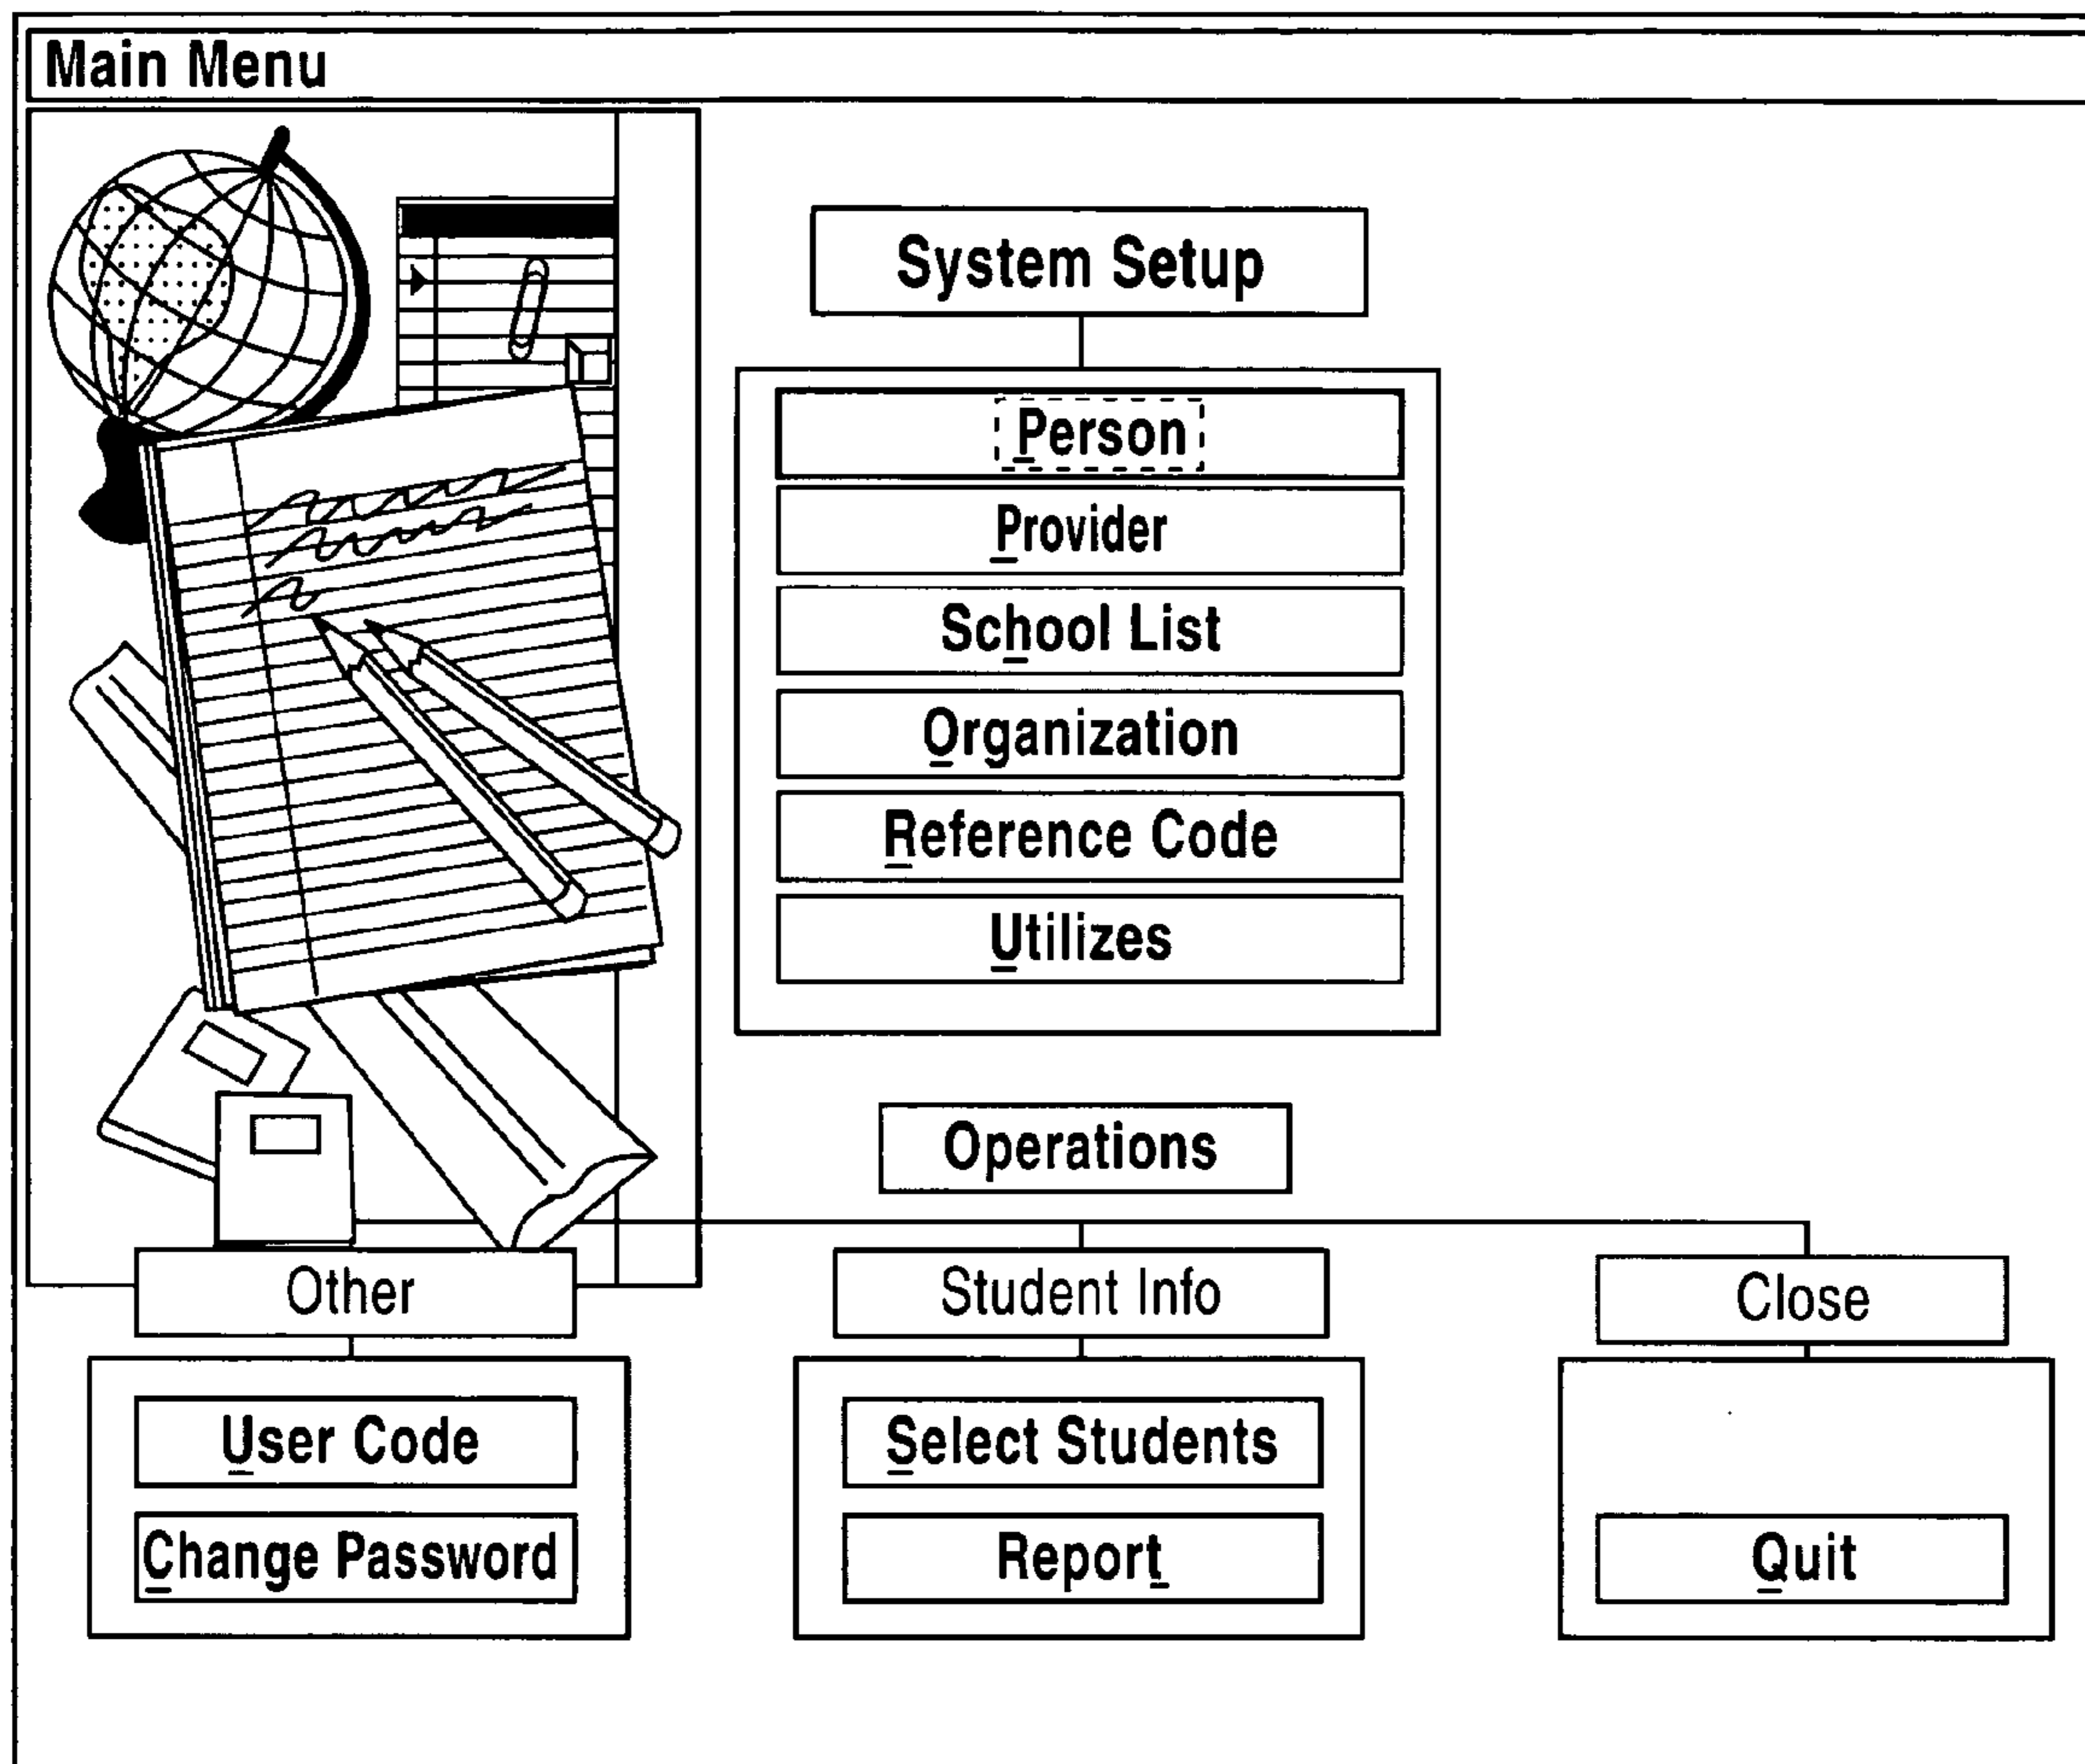 Main Menu
System Setup
Person
Provider
School List
Organization
Reference Code
Utilizes
Operations
Other
Student Info
Close
User Code
Select Students
Change Password
Report
Quit